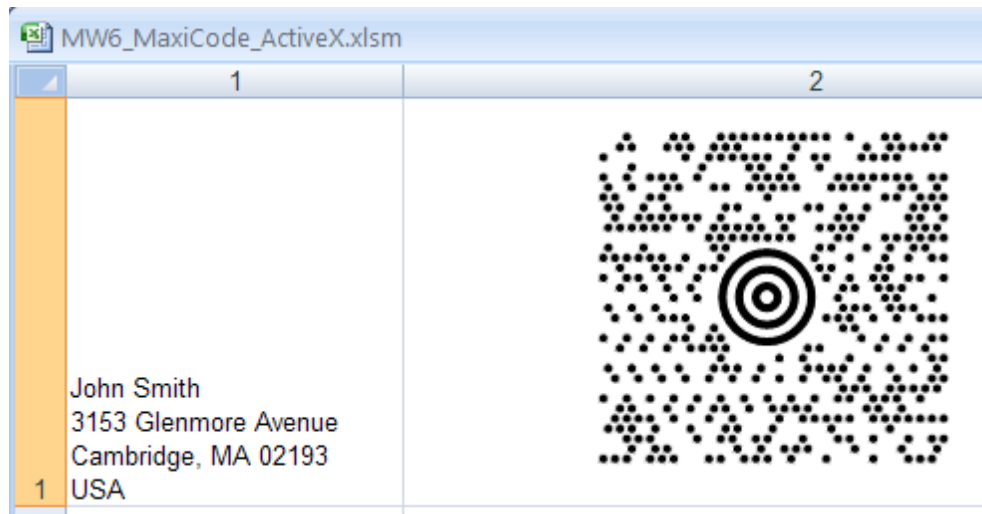 MW6_MaxiCode_ActiveX.xlsm
1 2
John Smith
3153 Glenmore Avenue
Cambridge, MA 02193
1 USA